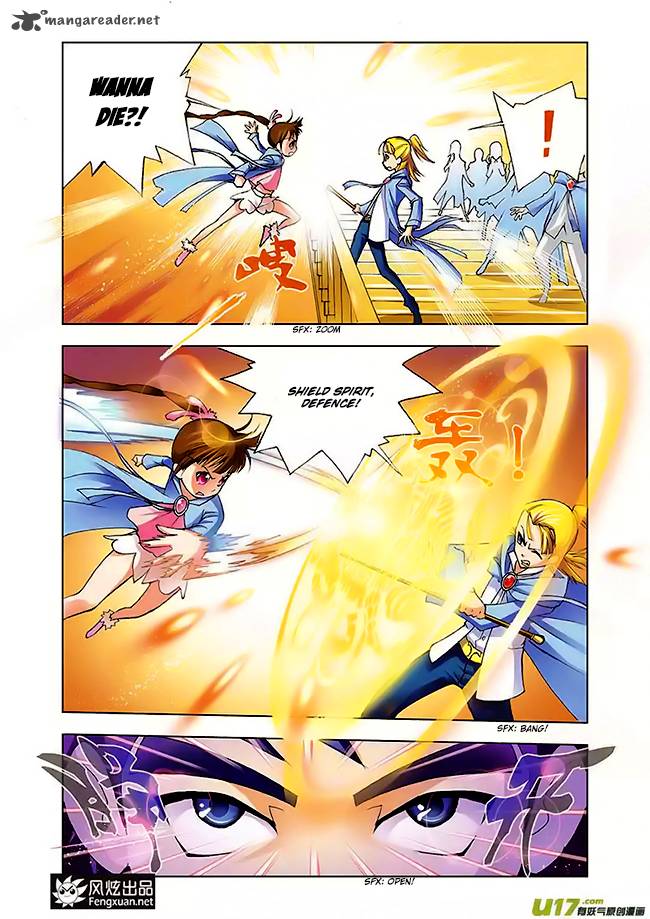 mangareader.net
WANNA
DIE?!
!
嗖
SFX: ZOOM
SHIELD SPIRIT,
DEFENCE!
轰!
SFX: BANG!
开
SFX: OPEN!
风炫出品
Fengxuan.net
U17.com
有妖气原创漫画